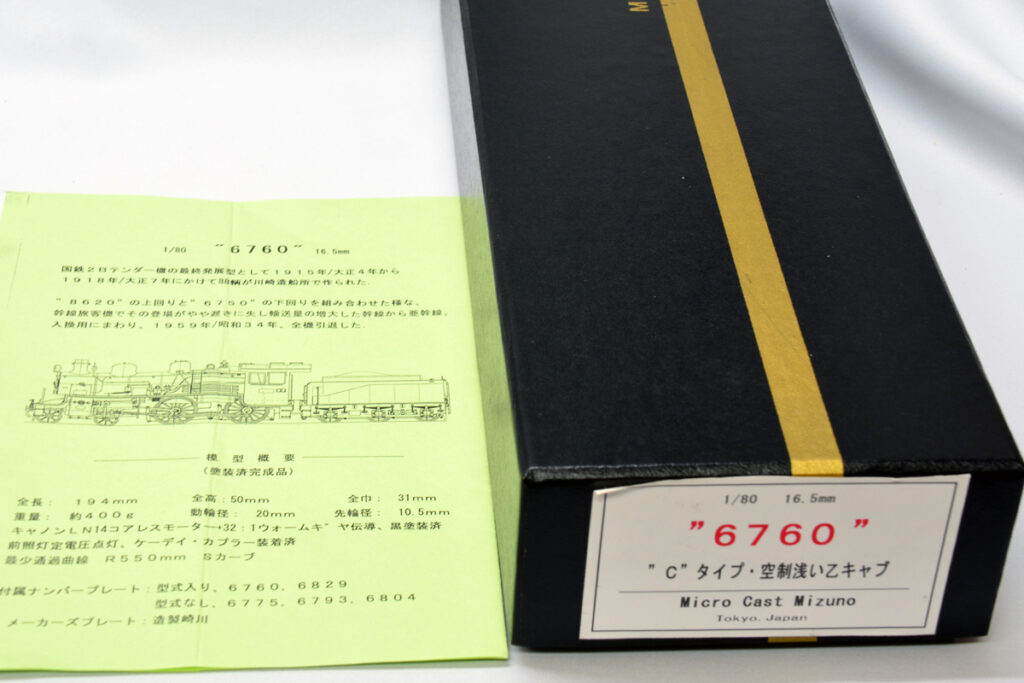 1/80 "6760" 16.5mm
国鉄2Bテンダー機の最終発展型として1915年/大正4年から
1918年/大正7年にかけて88輌が川崎造船所で作られた.
"8620"の上回りと"6750"の下回りを組み合わせた様な、
幹線旅客機でその登場がやや遅きに失し輸送量の増大した幹線から亜幹線、
入換用にまわり、1959年/昭和34年、全機引退した.
模型概要
(塗装済完成品)
全長: 194mm 全高:50mm 全巾: 31mm
重量: 約400g 動輪径: 20mm 先輪径: 10.5mm
キャノンLN14コアレスモーター+32:1ウォームギヤ伝導、黒塗装済
前照灯定電圧点灯、ケーデイ・カプラー装着済
最少通過曲線 R550mm Sカーブ
付属ナンバープレート:型式入り、6760, 6829
型式なし、6775, 6793, 6804
メーカーズプレート:造製崎川
M
1/80 16.5mm
"6760"
"C"タイプ・空制浅い乙キャブ
Micro Cast Mizuno
Tokyo, Japan